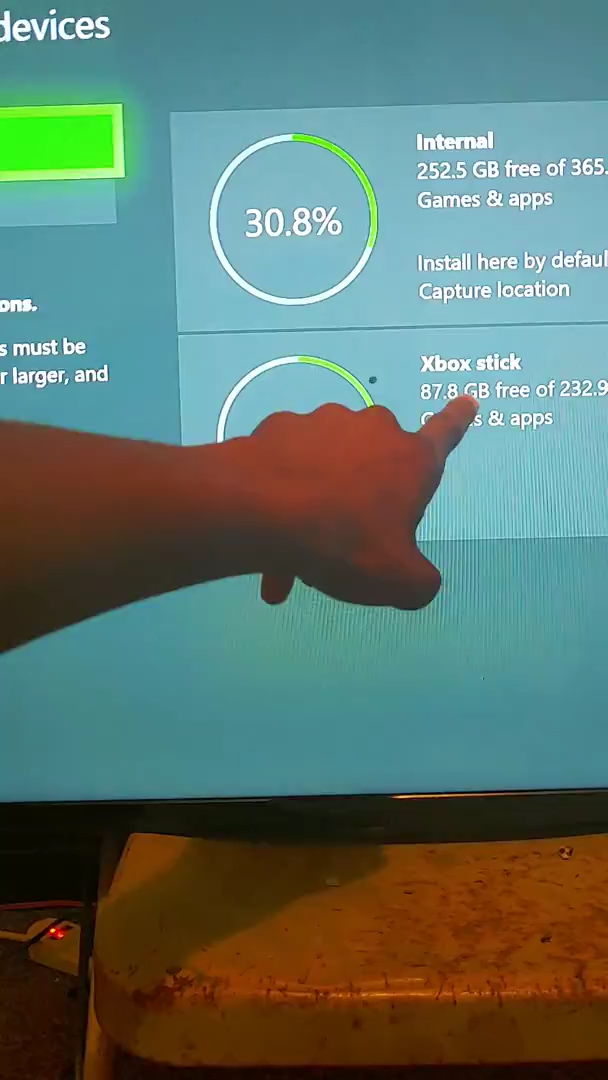 devices
30.8%
Internal
252.5 GB free of 365.
Games & apps
Install here by defaul
Capture location
ons.
s must be
r larger, and
Xbox stick
87.8 GB free of 232.9
s & apps